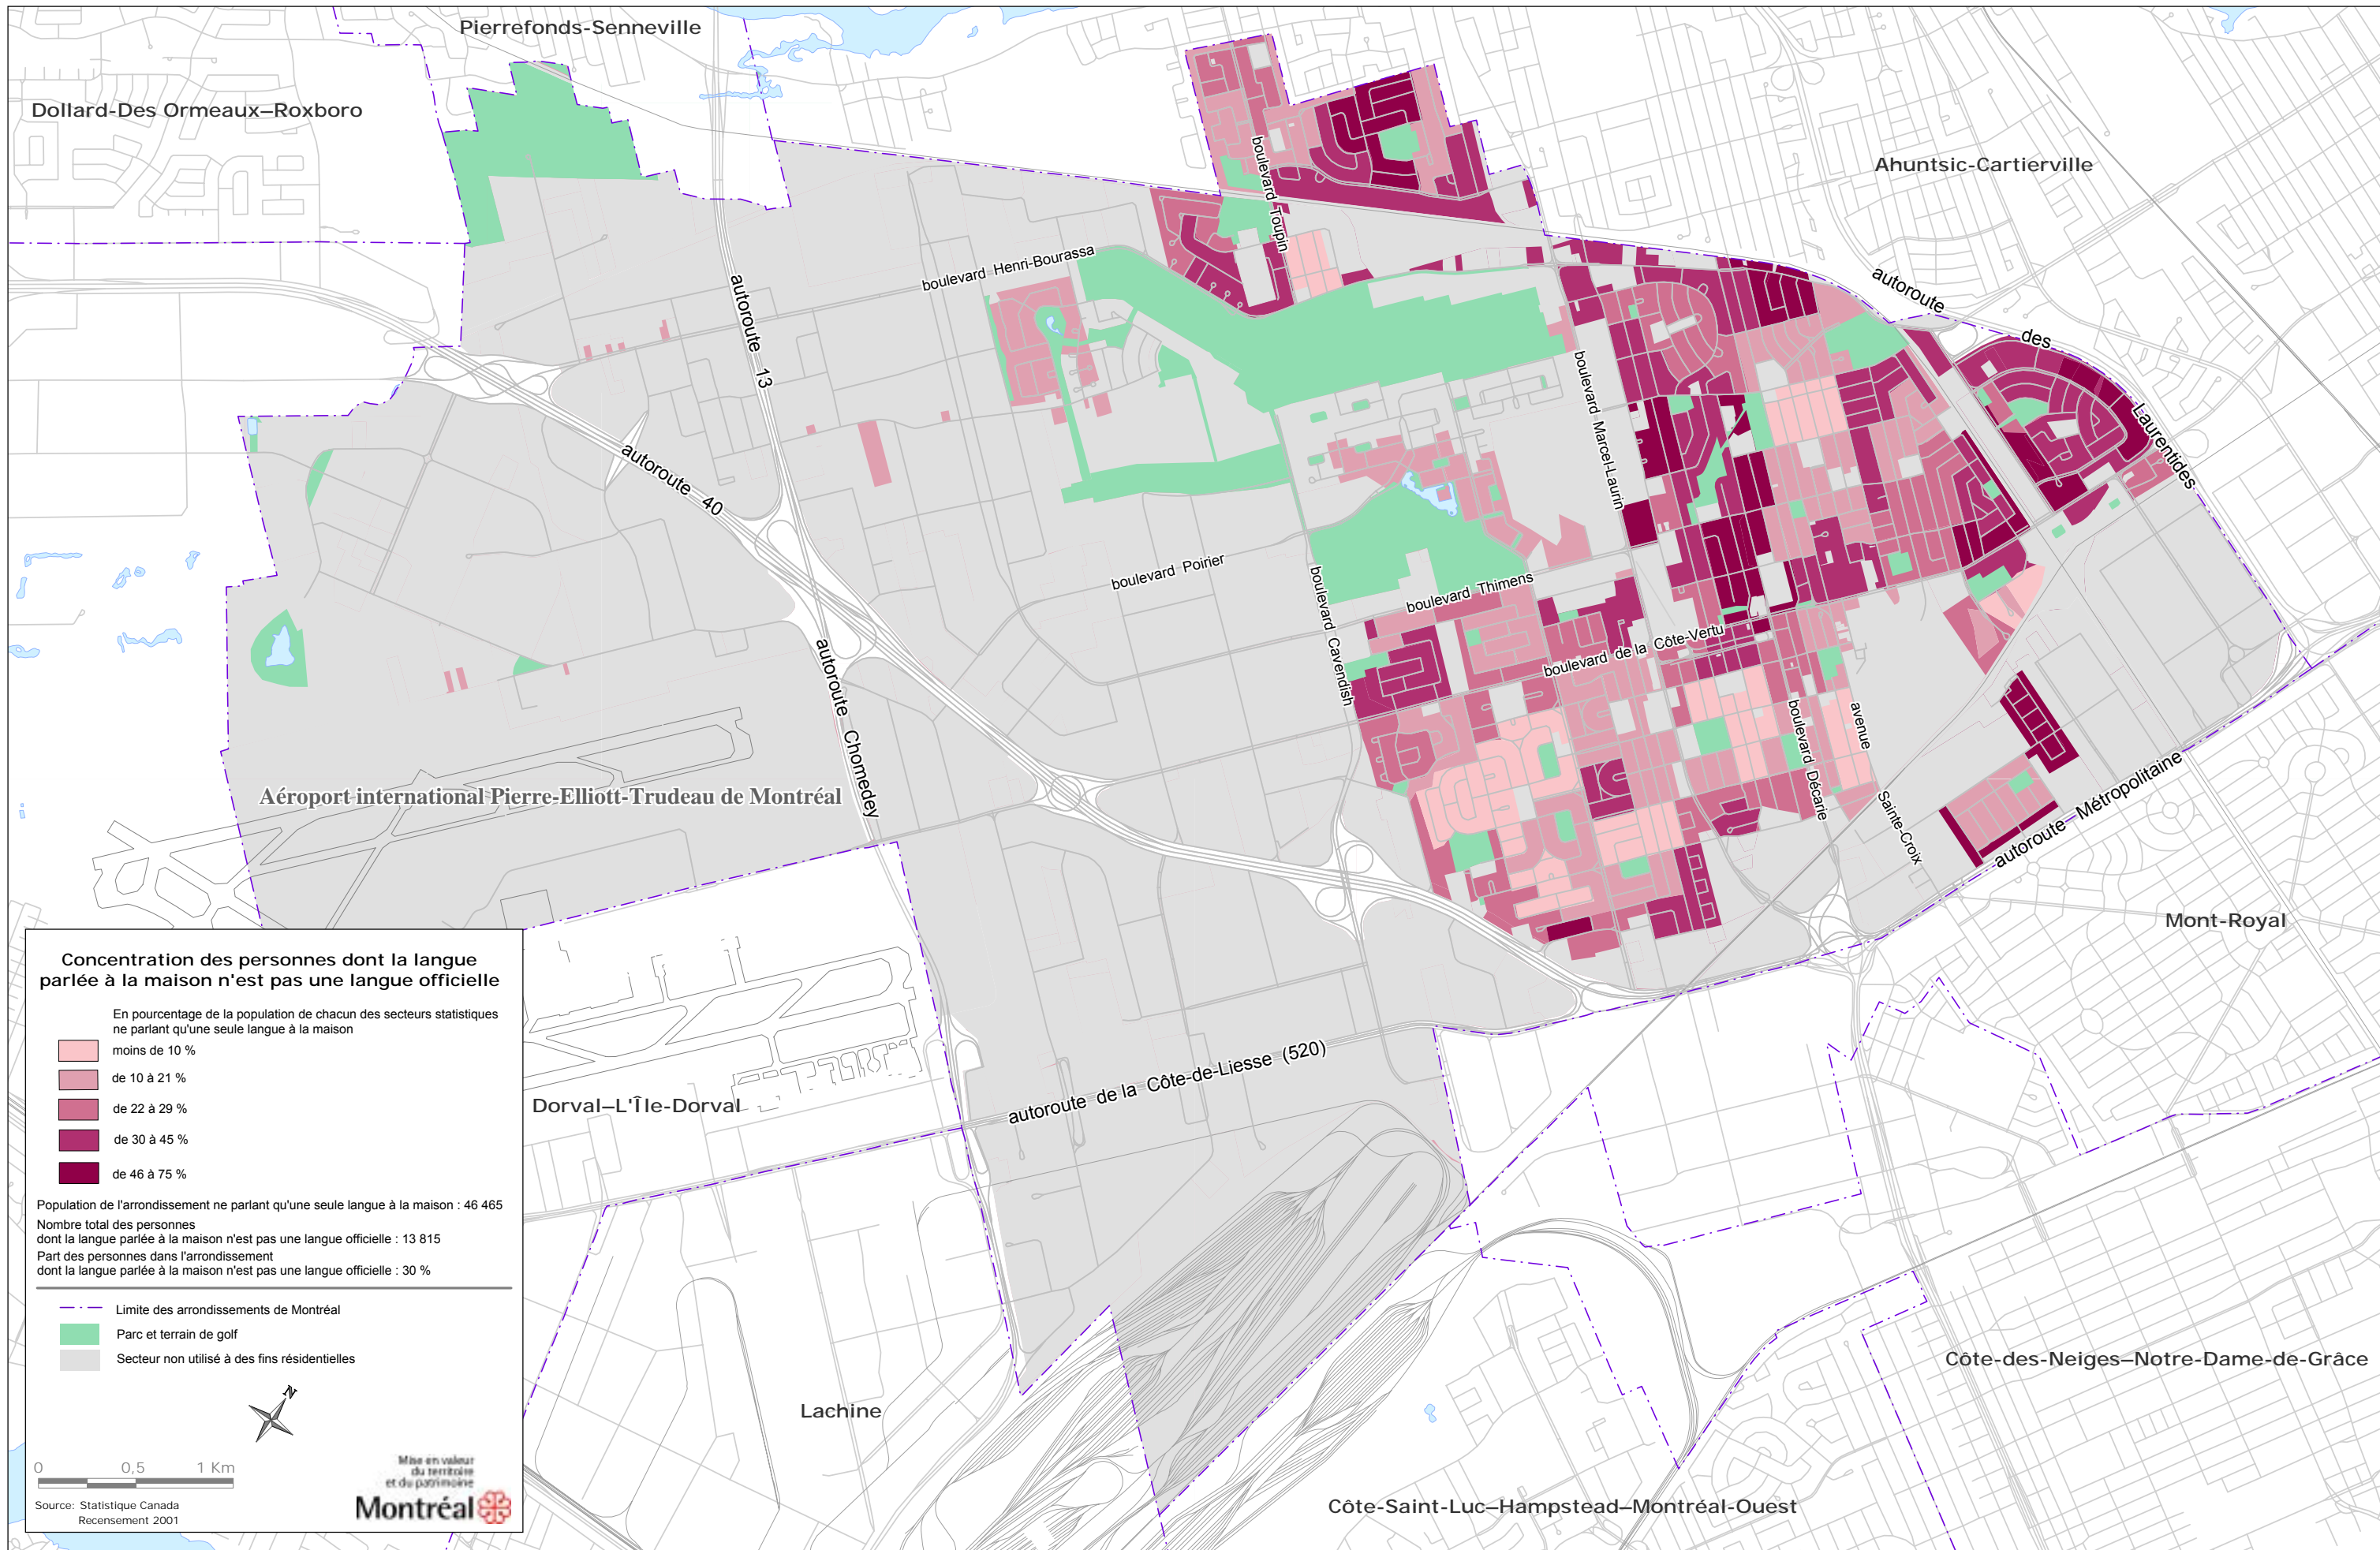 Pierrefonds-Senneville
Dollard-Des Ormeaux–Roxboro
Ahuntsic-Cartierville
boulevard Toupin
boulevard Henri-Bourassa
autoroute 13
autoroute des Laurentides
boulevard Marcel-Laurin
autoroute 40
boulevard Poirier
boulevard Thimens
boulevard Cavendish
boulevard de la Côte-Vertu
boulevard Décarie
avenue Sainte-Croix
autoroute Chomedey
autoroute Métropolitaine
Aéroport international Pierre-Elliott-Trudeau de Montréal
Mont-Royal
autoroute de la Côte-de-Liesse (520)
Dorval–L'Île-Dorval
Lachine
Côte-des-Neiges–Notre-Dame-de-Grâce
Côte-Saint-Luc–Hampstead–Montréal-Ouest
Concentration des personnes dont la langue
parlée à la maison n'est pas une langue officielle
En pourcentage de la population de chacun des secteurs statistiques
ne parlant qu'une seule langue à la maison
moins de 10 %
de 10 à 21 %
de 22 à 29 %
de 30 à 45 %
de 46 à 75 %
Population de l'arrondissement ne parlant qu'une seule langue à la maison : 46 465
Nombre total des personnes
dont la langue parlée à la maison n'est pas une langue officielle : 13 815
Part des personnes dans l'arrondissement
dont la langue parlée à la maison n'est pas une langue officielle : 30 %
Limite des arrondissements de Montréal
Parc et terrain de golf
Secteur non utilisé à des fins résidentielles
N
0 0,5 1 Km
Source: Statistique Canada
Recensement 2001
Mise en valeur
du territoire
et du patrimoine
Montréal